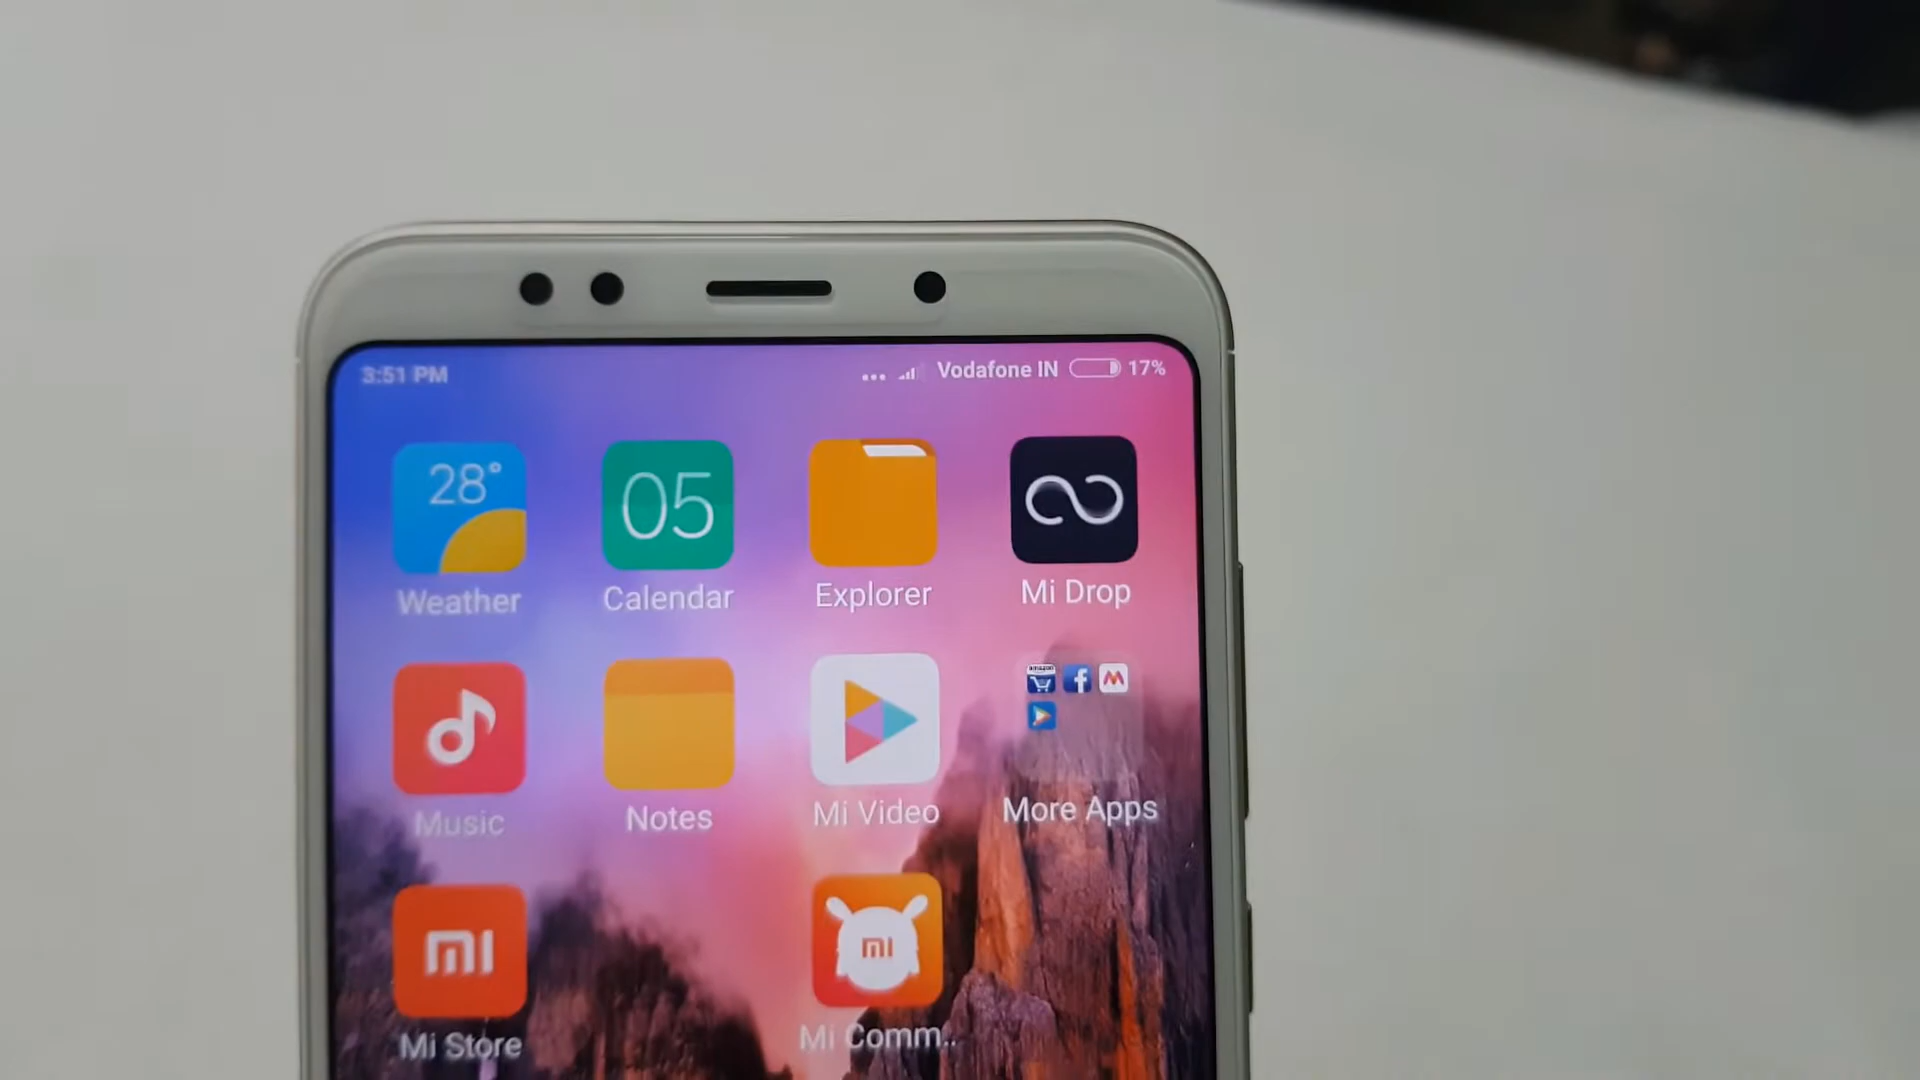 3:51 PM
... Vodafone IN 17%
28°
05
Weather
Calendar
Explorer
Mi Drop
amazon
f
Music
Notes
Mi Video
More Apps
mi
mi
Mi Store
Mi Comm..